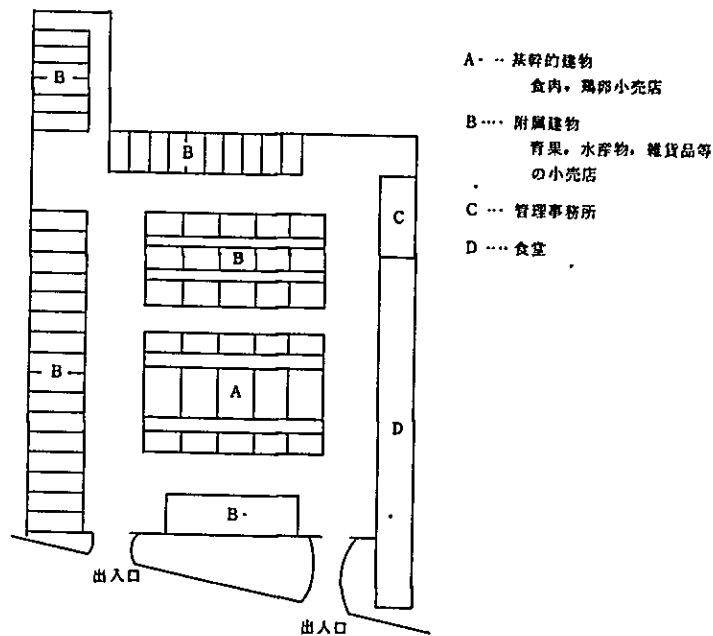 A‥‥基幹的建物
食肉，鶏卵小売店
B‥‥附属建物
青果，水産物，雑貨品等
の小売店
C‥‥管理事務所
D‥‥食堂
B
B
C
B
B
A
D
B
出入口
出入口